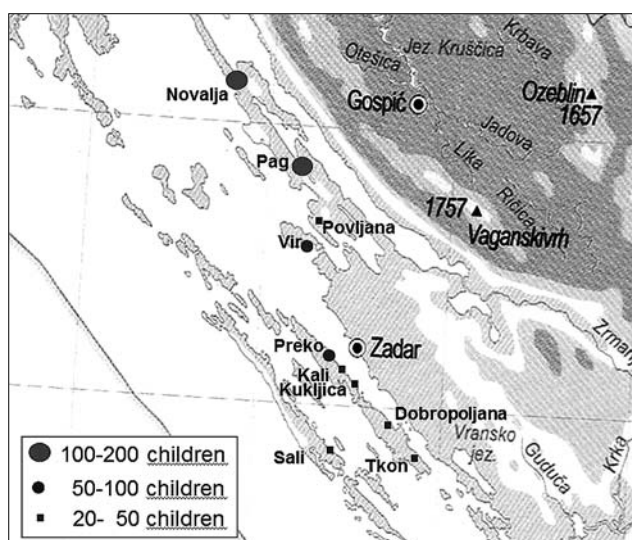 Krbava
Jez. Kruščica
Otešica
Ozeblin
1657
Novalja
Gospić
Jadova
Lika
Pag
Ričica
1757
Vaganskivrh
Povljana
Vir
Zrmanj
Preko
Zadar
Kali
Kukljica
Dobropoljana
Vransko
jez.
Guduča
Krka
Sali
Tkon
100-200 children
50-100 children
20- 50 children